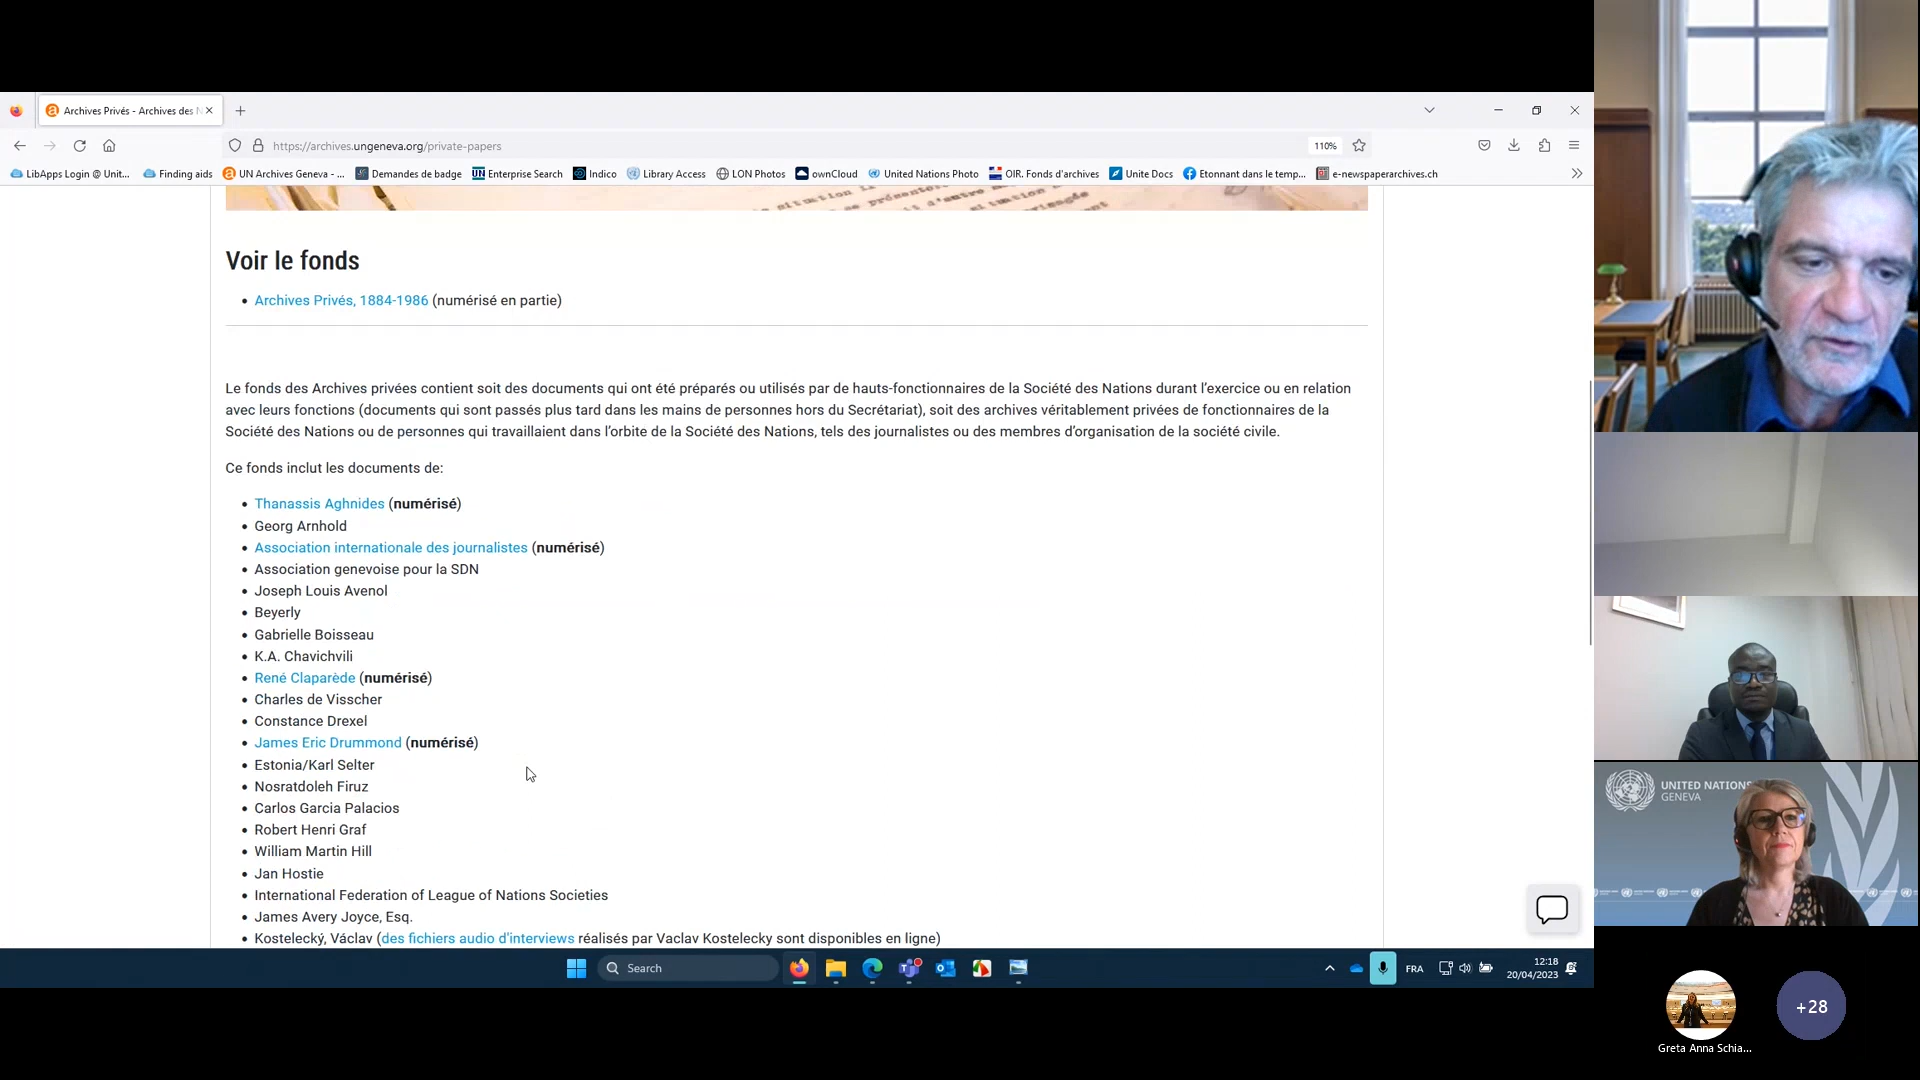 Archives Privés - Archives des N
https://archives.ungeneva.org/private-papers
110%
LibApps Login @ Unit...
Finding aids
UN Archives Geneva - ...
Demandes de badge
UN Enterprise Search
Indico
Library Access
LON Photos
ownCloud
United Nations Photo
OIR. Fonds d'archives
Unite Docs
Etonnant dans le temp...
e-newspaperarchives.ch
Voir le fonds
Archives Privés, 1884-1986 (numérisé en partie)
Le fonds des Archives privées contient soit des documents qui ont été préparés ou utilisés par de hauts-fonctionnaires de la Société des Nations durant l'exercice ou en relation
avec leurs fonctions (documents qui sont passés plus tard dans les mains de personnes hors du Secrétariat), soit des archives véritablement privées de fonctionnaires de la
Société des Nations ou de personnes qui travaillaient dans l'orbite de la Société des Nations, tels des journalistes ou des membres d'organisation de la société civile.
Ce fonds inclut les documents de:
Thanassis Aghnides (numérisé)
Georg Arnhold
Association internationale des journalistes (numérisé)
Association genevoise pour la SDN
Joseph Louis Avenol
Beyerly
Gabrielle Boisseau
K.A. Chavichvili
René Claparède (numérisé)
Charles de Visscher
Constance Drexel
James Eric Drummond (numérisé)
Estonia/Karl Selter
Nosratdoleh Firuz
Carlos Garcia Palacios
Robert Henri Graf
William Martin Hill
Jan Hostie
International Federation of League of Nations Societies
James Avery Joyce, Esq.
Kostelecký, Václav (des fichiers audio d'interviews réalisés par Vaclav Kostelecky sont disponibles en ligne)
Search
FRA
12:18
20/04/2023
UNITED NATIONS
GENEVA
+28
Greta Anna Schia...